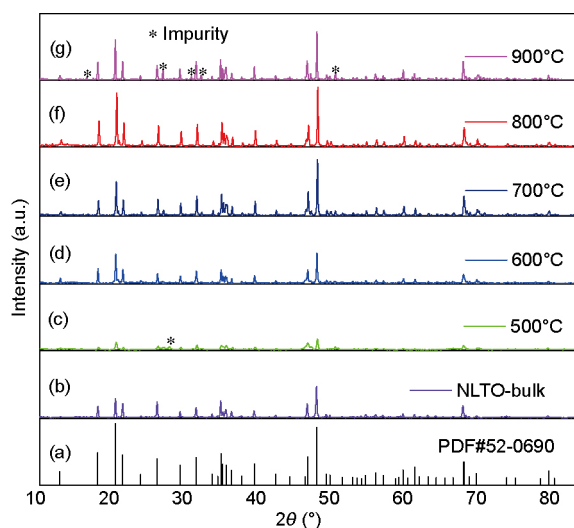 (g)
* Impurity
900°C
* * * * *
(f)
800°C
(e)
700°C
(d)
600°C
(c)
*
500°C
(b)
NLTO-bulk
(a)
PDF#52-0690
Intensity (a.u.)
10 20 30 40 50 60 70 80
2θ (°)